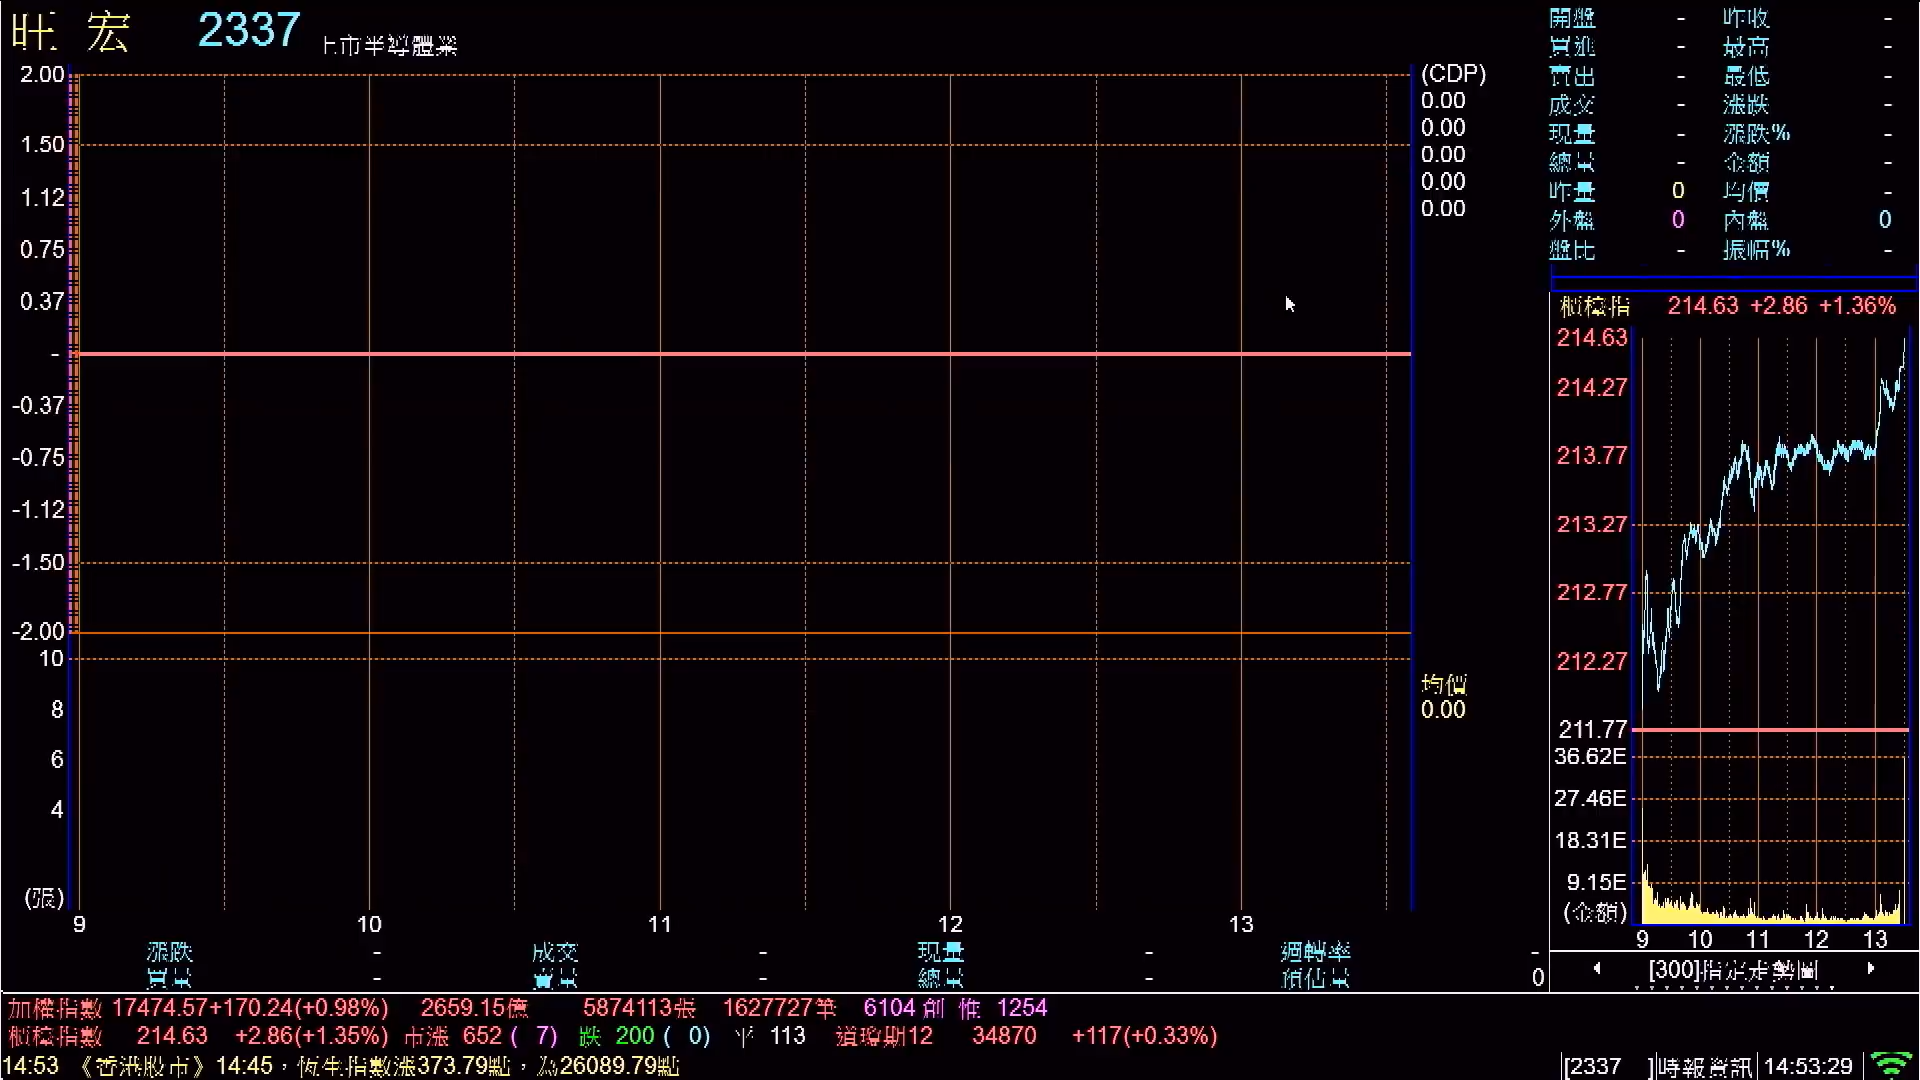 旺宏 2337 上市半導體業
2.00
1.50
1.12
0.75
0.37
-
-0.37
-0.75
-1.12
-1.50
-2.00
10
8
6
4
(張)
9 10 11 12 13
(CDP)
0.00
0.00
0.00
0.00
0.00
均價
0.00
開盤 - 昨收 -
買進 - 最高 -
賣出 - 最低 -
成交 - 漲跌 -
現量 - 漲跌% -
總量 - 金額 -
昨量 0 均價 -
外盤 0 內盤 0
盤比 - 振幅% -
櫃檯指 214.63 +2.86 +1.36%
214.63
214.27
213.77
213.27
212.77
212.27
211.77
36.62E
27.46E
18.31E
9.15E
(金額)
9 10 11 12 13
[300]指定走勢圖
漲跌 - 成交 - 現量 - 週轉率 -
買量 - 賣量 - 總量 - 預估量 0
加權指數 17474.57+170.24(+0.98%) 2659.15億 5874113張 1627727筆 6104 創惟 1254
櫃檯指數 214.63 +2.86(+1.35%) 市漲 652 ( 7) 跌 200 ( 0) 平 113 道瓊期12 34870 +117(+0.33%)
14:53 《香港股市》14:45，恆生指數漲373.79點，為26089.79點
[2337 ]時報資訊 14:53:29